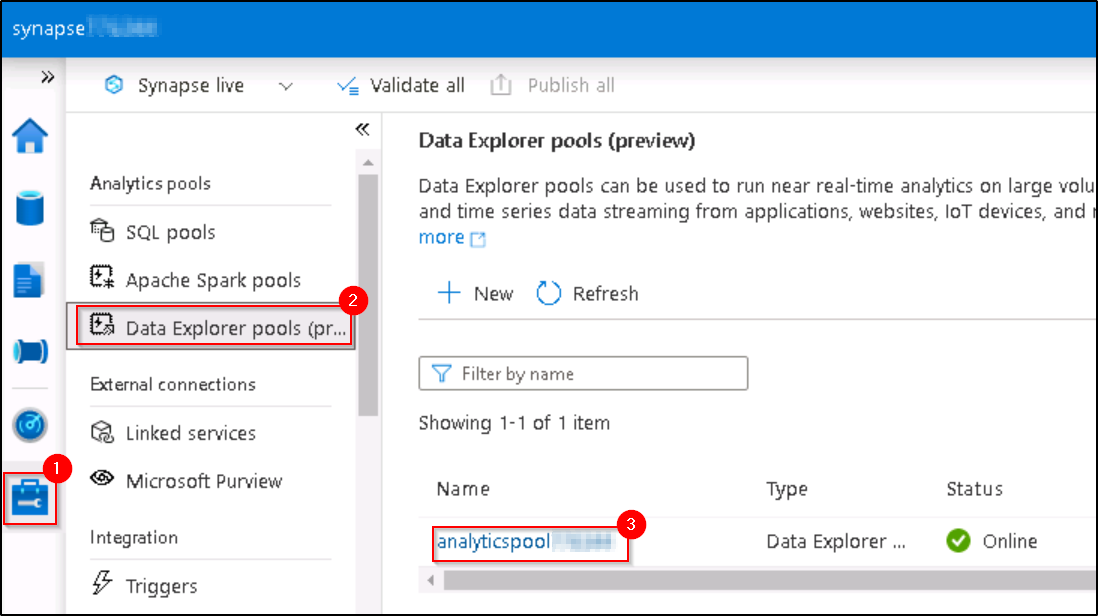 synapse
Synapse live
Validate all
Publish all
Analytics pools
SQL pools
Apache Spark pools
2
Data Explorer pools (pr...
External connections
Linked services
Microsoft Purview
1
Integration
Triggers
Data Explorer pools (preview)
Data Explorer pools can be used to run near real-time analytics on large volu
and time series data streaming from applications, websites, IoT devices, and
more
New
Refresh
Filter by name
Showing 1-1 of 1 item
Name Type Status
3
analyticspool Data Explorer ... Online